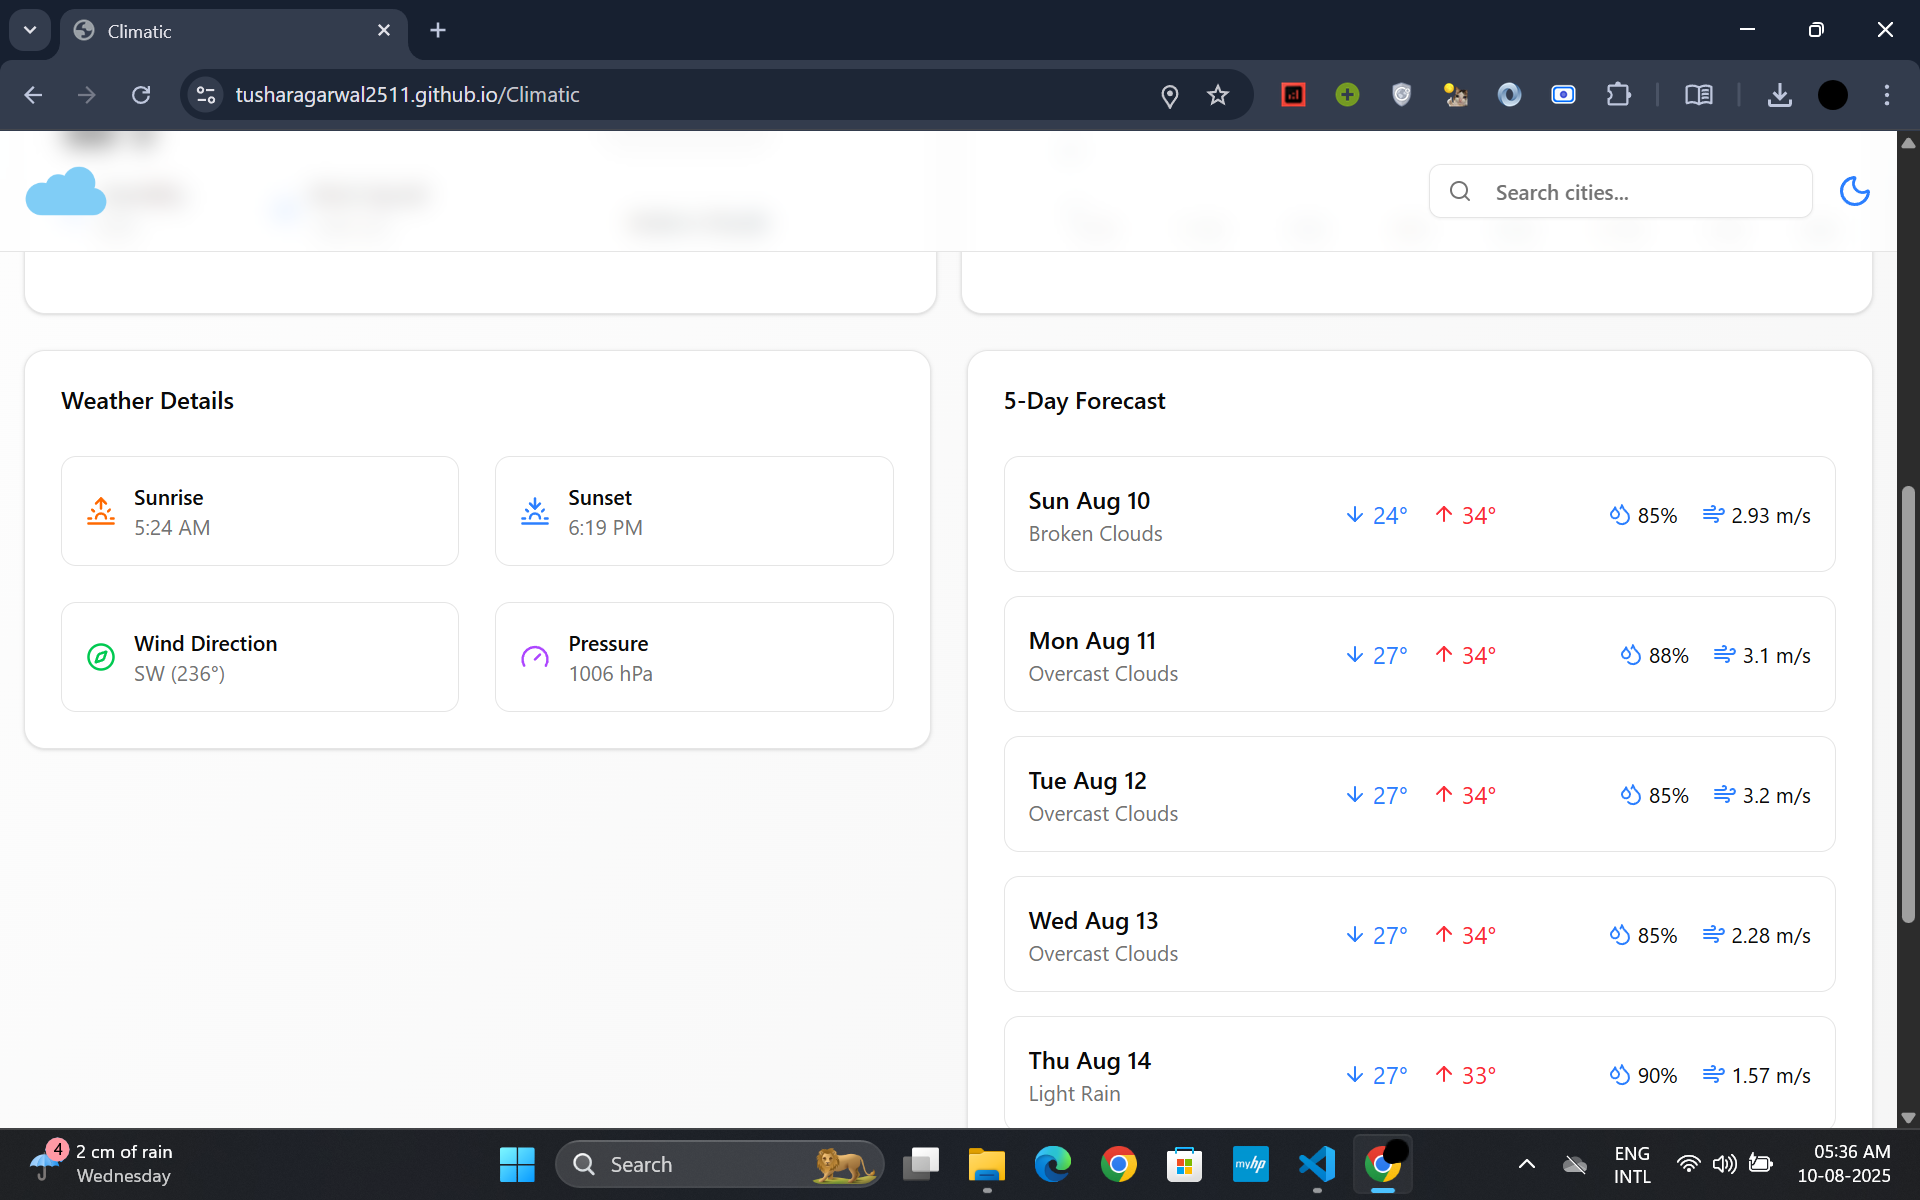 Climatic
tusharagarwal2511.github.io/Climatic
Search cities...
Weather Details
Sunrise
5:24 AM
Sunset
6:19 PM
Wind Direction
SW (236°)
Pressure
1006 hPa
5-Day Forecast
Sun Aug 10
Broken Clouds
24° 34° 85% 2.93 m/s
Mon Aug 11
Overcast Clouds
27° 34° 88% 3.1 m/s
Tue Aug 12
Overcast Clouds
27° 34° 85% 3.2 m/s
Wed Aug 13
Overcast Clouds
27° 34° 85% 2.28 m/s
Thu Aug 14
Light Rain
27° 33° 90% 1.57 m/s
4
2 cm of rain
Wednesday
Search
myhp
ENG
INTL
05:36 AM
10-08-2025